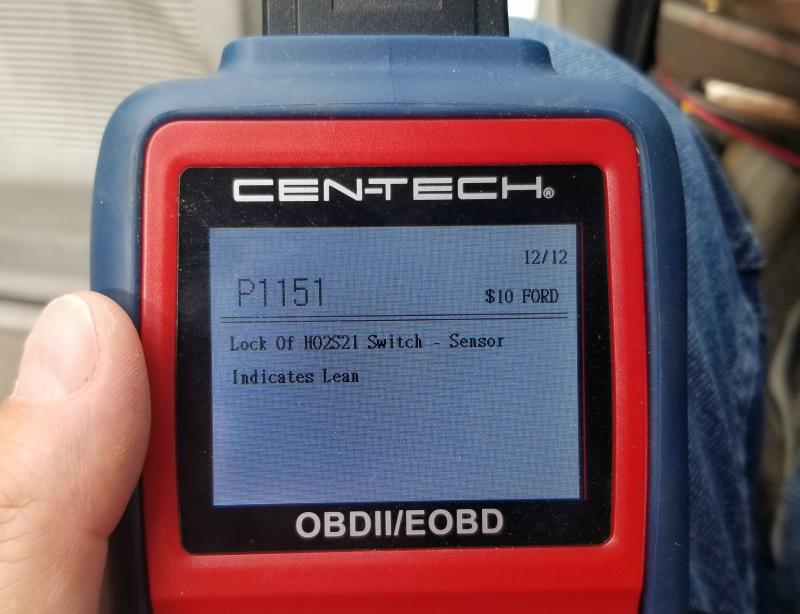 CEN-TECH®
12/12
P1151 $10 FORD
Lock Of HO2S21 Switch - Sensor
Indicates Lean
OBDII/EOBD